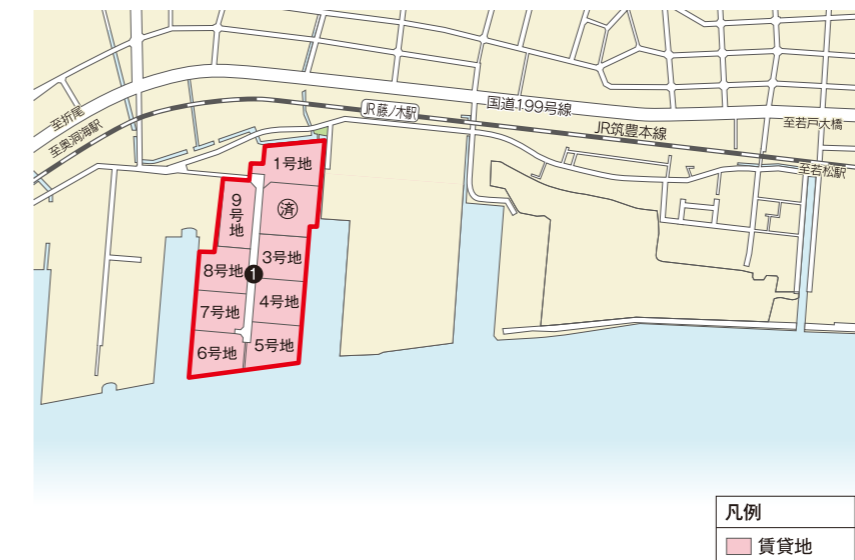 国道199号線
JR藤ノ木駅
JR筑豊本線
至若戸大橋
至折尾
至奥洞海駅
至若松駅
1号地
9号地
済
3号地
8号地
1
4号地
7号地
5号地
6号地
凡例
賃貸地